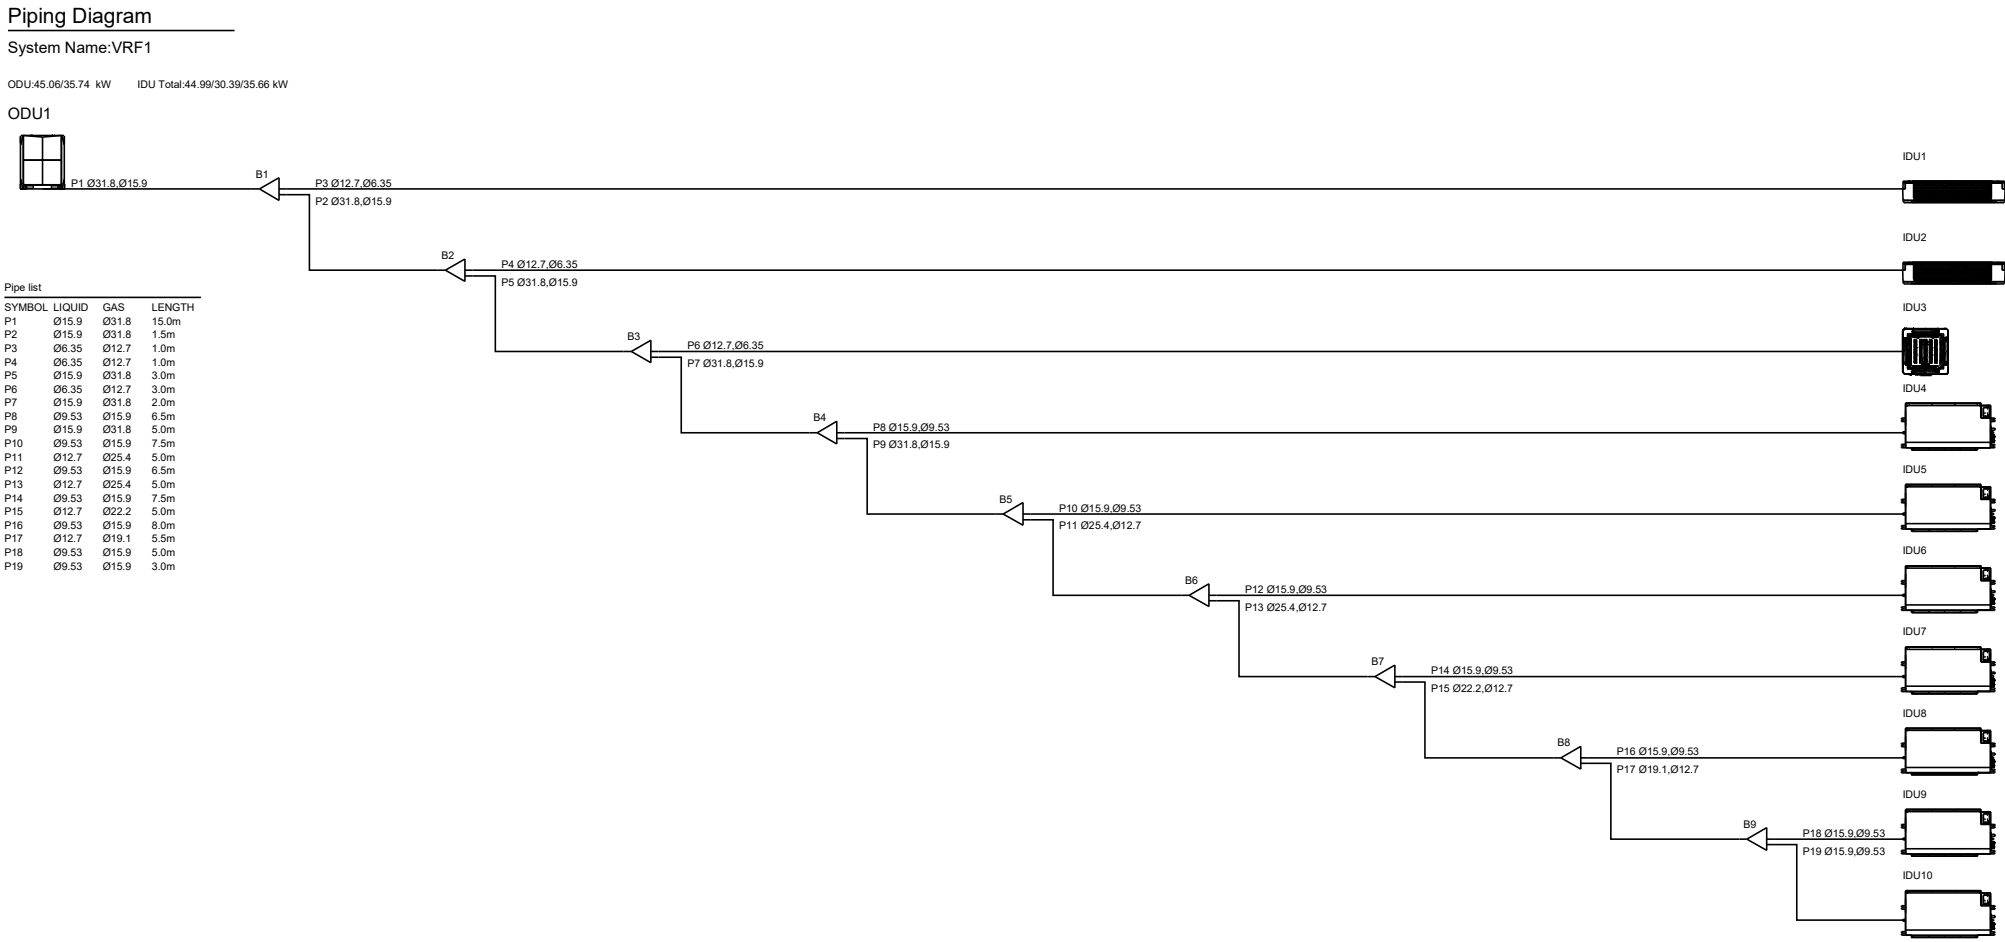 Piping Diagram
System Name:VRF1
ODU:45.06/35.74 kW IDU Total:44.99/30.39/35.66 kW
ODU1
IDU1
B1
P1 Ø31.8,Ø15.9
P3 Ø12.7,Ø6.35
P2 Ø31.8,Ø15.9
IDU2
B2
P4 Ø12.7,Ø6.35
P5 Ø31.8,Ø15.9
IDU3
B3
P6 Ø12.7,Ø6.35
P7 Ø31.8,Ø15.9
IDU4
B4
P8 Ø15.9,Ø9.53
P9 Ø31.8,Ø15.9
IDU5
B5
P10 Ø15.9,Ø9.53
P11 Ø25.4,Ø12.7
IDU6
B6
P12 Ø15.9,Ø9.53
P13 Ø25.4,Ø12.7
IDU7
B7
P14 Ø15.9,Ø9.53
P15 Ø22.2,Ø12.7
IDU8
B8
P16 Ø15.9,Ø9.53
P17 Ø19.1,Ø12.7
IDU9
B9
P18 Ø15.9,Ø9.53
P19 Ø15.9,Ø9.53
IDU10
Pipe list
SYMBOL LIQUID GAS LENGTH
P1 Ø15.9 Ø31.8 15.0m
P2 Ø15.9 Ø31.8 1.5m
P3 Ø6.35 Ø12.7 1.0m
P4 Ø6.35 Ø12.7 1.0m
P5 Ø15.9 Ø31.8 3.0m
P6 Ø6.35 Ø12.7 3.0m
P7 Ø15.9 Ø31.8 2.0m
P8 Ø9.53 Ø15.9 6.5m
P9 Ø15.9 Ø31.8 5.0m
P10 Ø9.53 Ø15.9 7.5m
P11 Ø12.7 Ø25.4 5.0m
P12 Ø9.53 Ø15.9 6.5m
P13 Ø12.7 Ø25.4 5.0m
P14 Ø9.53 Ø15.9 7.5m
P15 Ø12.7 Ø22.2 5.0m
P16 Ø9.53 Ø15.9 8.0m
P17 Ø12.7 Ø19.1 5.5m
P18 Ø9.53 Ø15.9 5.0m
P19 Ø9.53 Ø15.9 3.0m